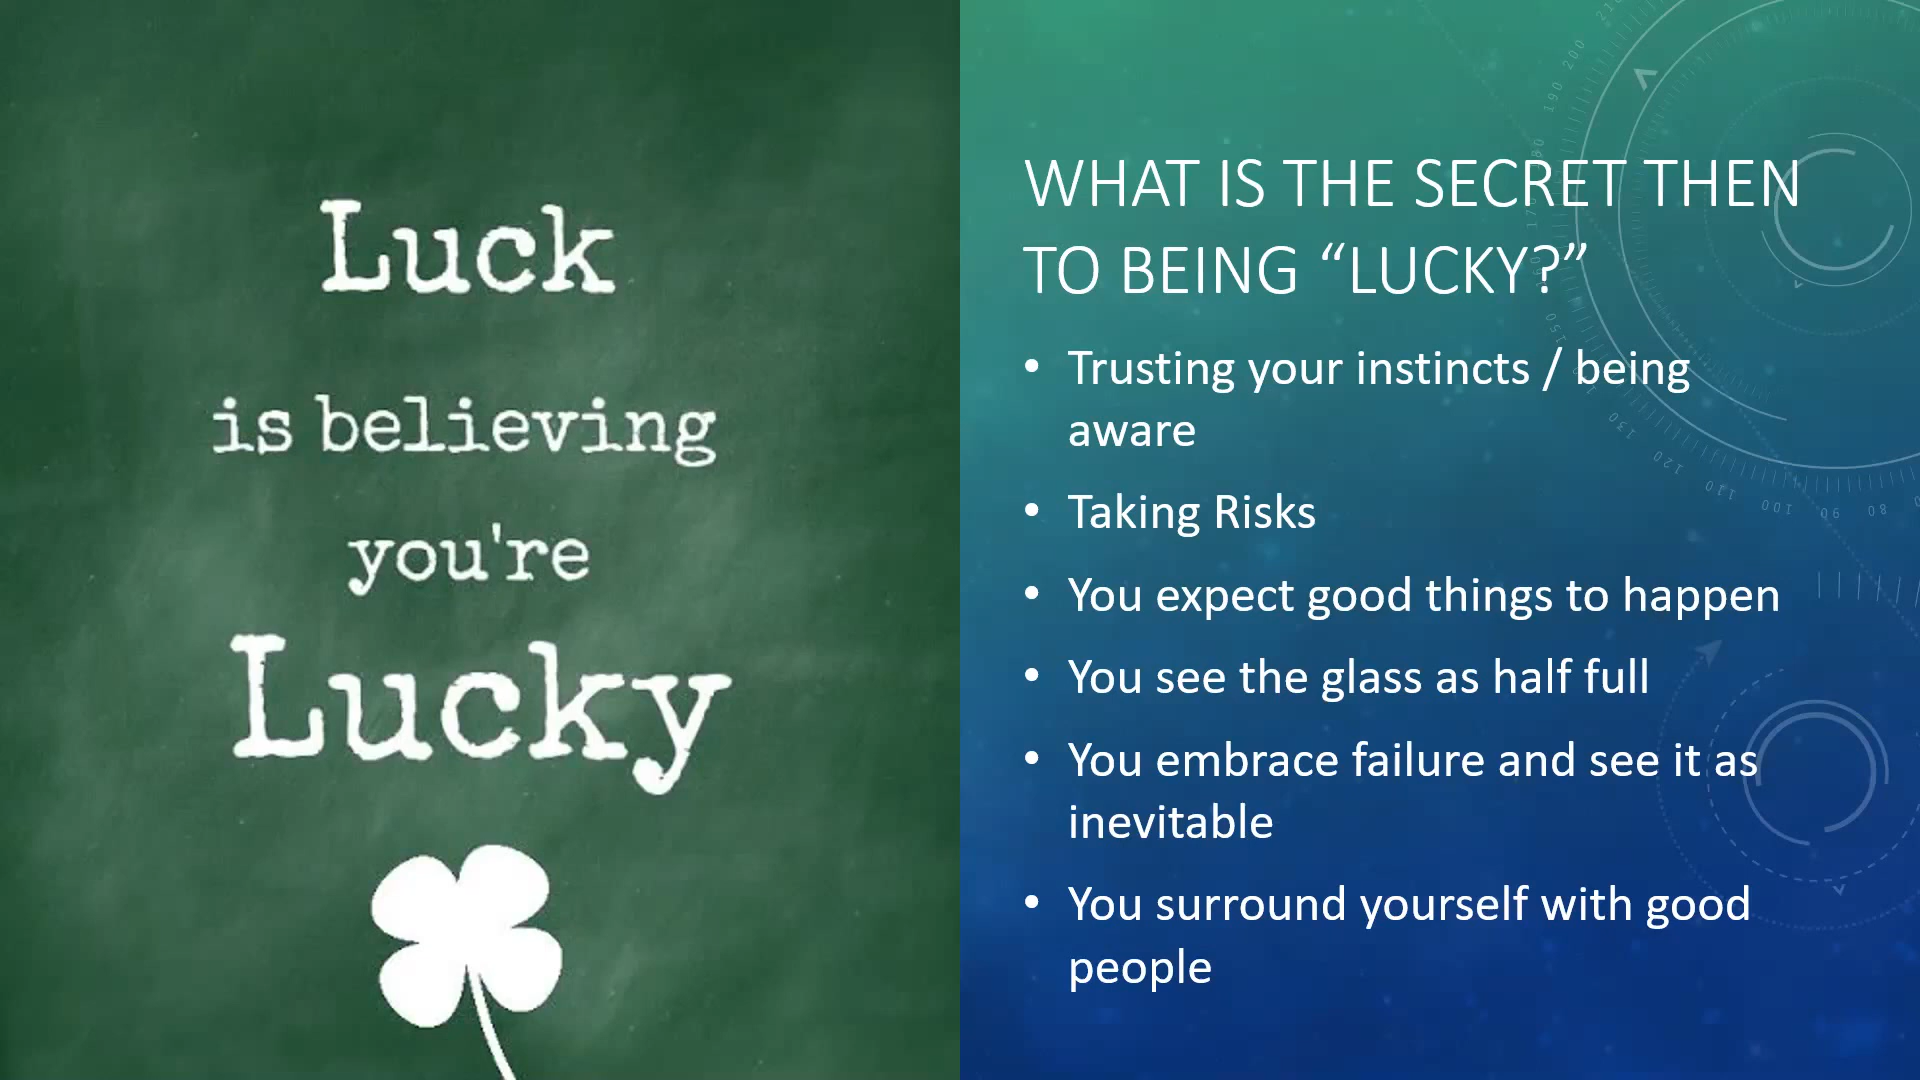 Luck
is believing
you're
Lucky
WHAT IS THE SECRET THEN
TO BEING “LUCKY?”
• Trusting your instincts / being
aware
• Taking Risks
• You expect good things to happen
• You see the glass as half full
• You embrace failure and see it as
inevitable
• You surround yourself with good
people